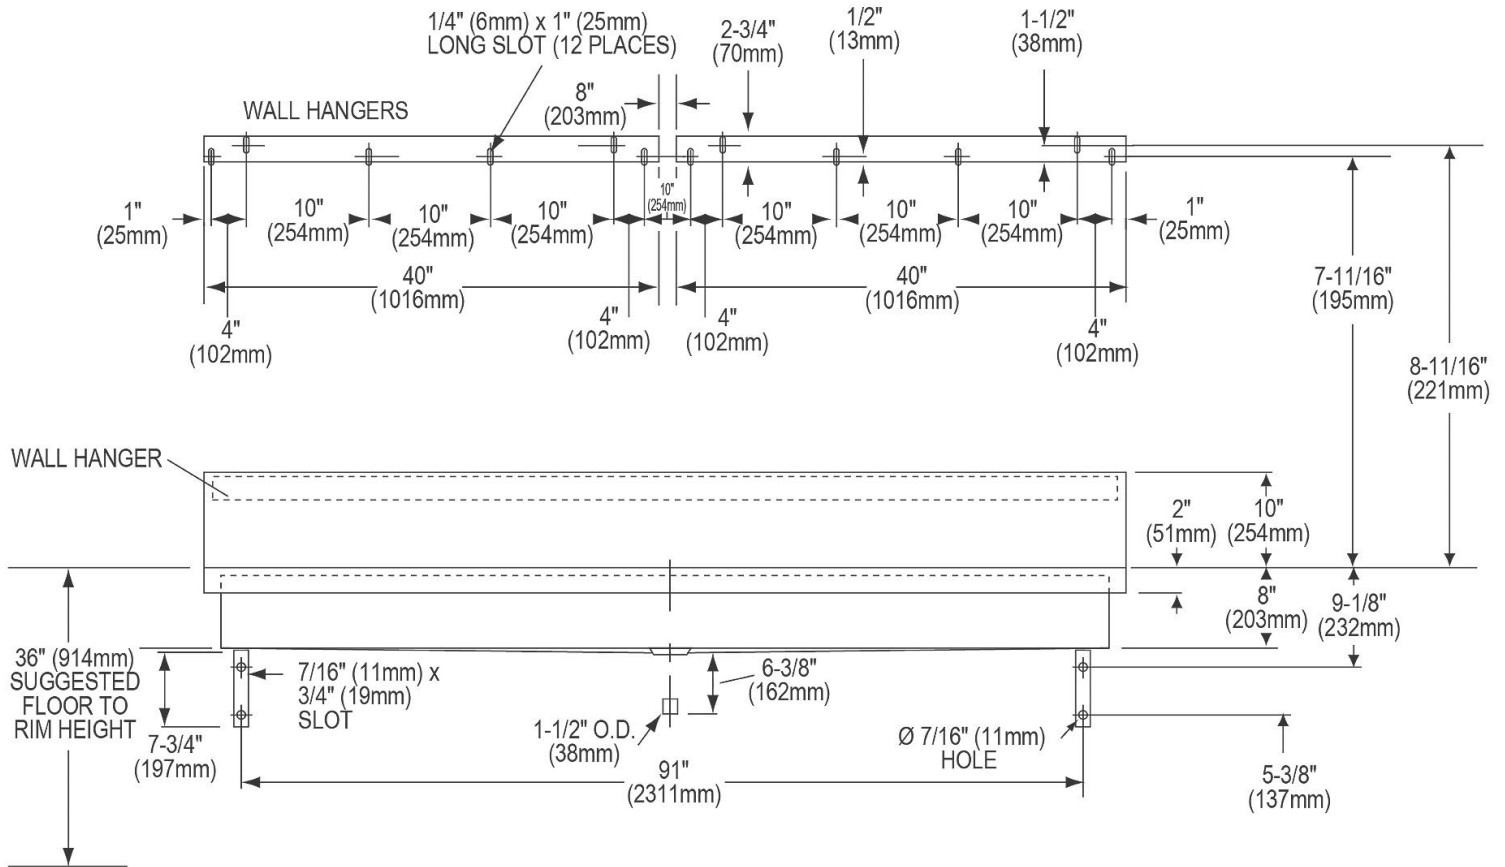 1/4" (6mm) x 1" (25mm)
LONG SLOT (12 PLACES)
2-3/4"
(70mm)
1/2"
(13mm)
1-1/2"
(38mm)
8"
(203mm)
WALL HANGERS
1"
(25mm)
10"
(254mm)
10"
(254mm)
10"
(254mm)
10"
(254mm)
10"
(254mm)
10"
(254mm)
10"
(254mm)
1"
(25mm)
40"
(1016mm)
40"
(1016mm)
7-11/16"
(195mm)
4"
(102mm)
4"
(102mm)
4"
(102mm)
4"
(102mm)
8-11/16"
(221mm)
WALL HANGER
2"
(51mm)
10"
(254mm)
8"
(203mm)
9-1/8"
(232mm)
36" (914mm)
SUGGESTED
FLOOR TO
RIM HEIGHT
7/16" (11mm) x
3/4" (19mm)
SLOT
6-3/8"
(162mm)
7-3/4"
(197mm)
1-1/2" O.D.
(38mm)
Ø 7/16" (11mm)
HOLE
91"
(2311mm)
5-3/8"
(137mm)